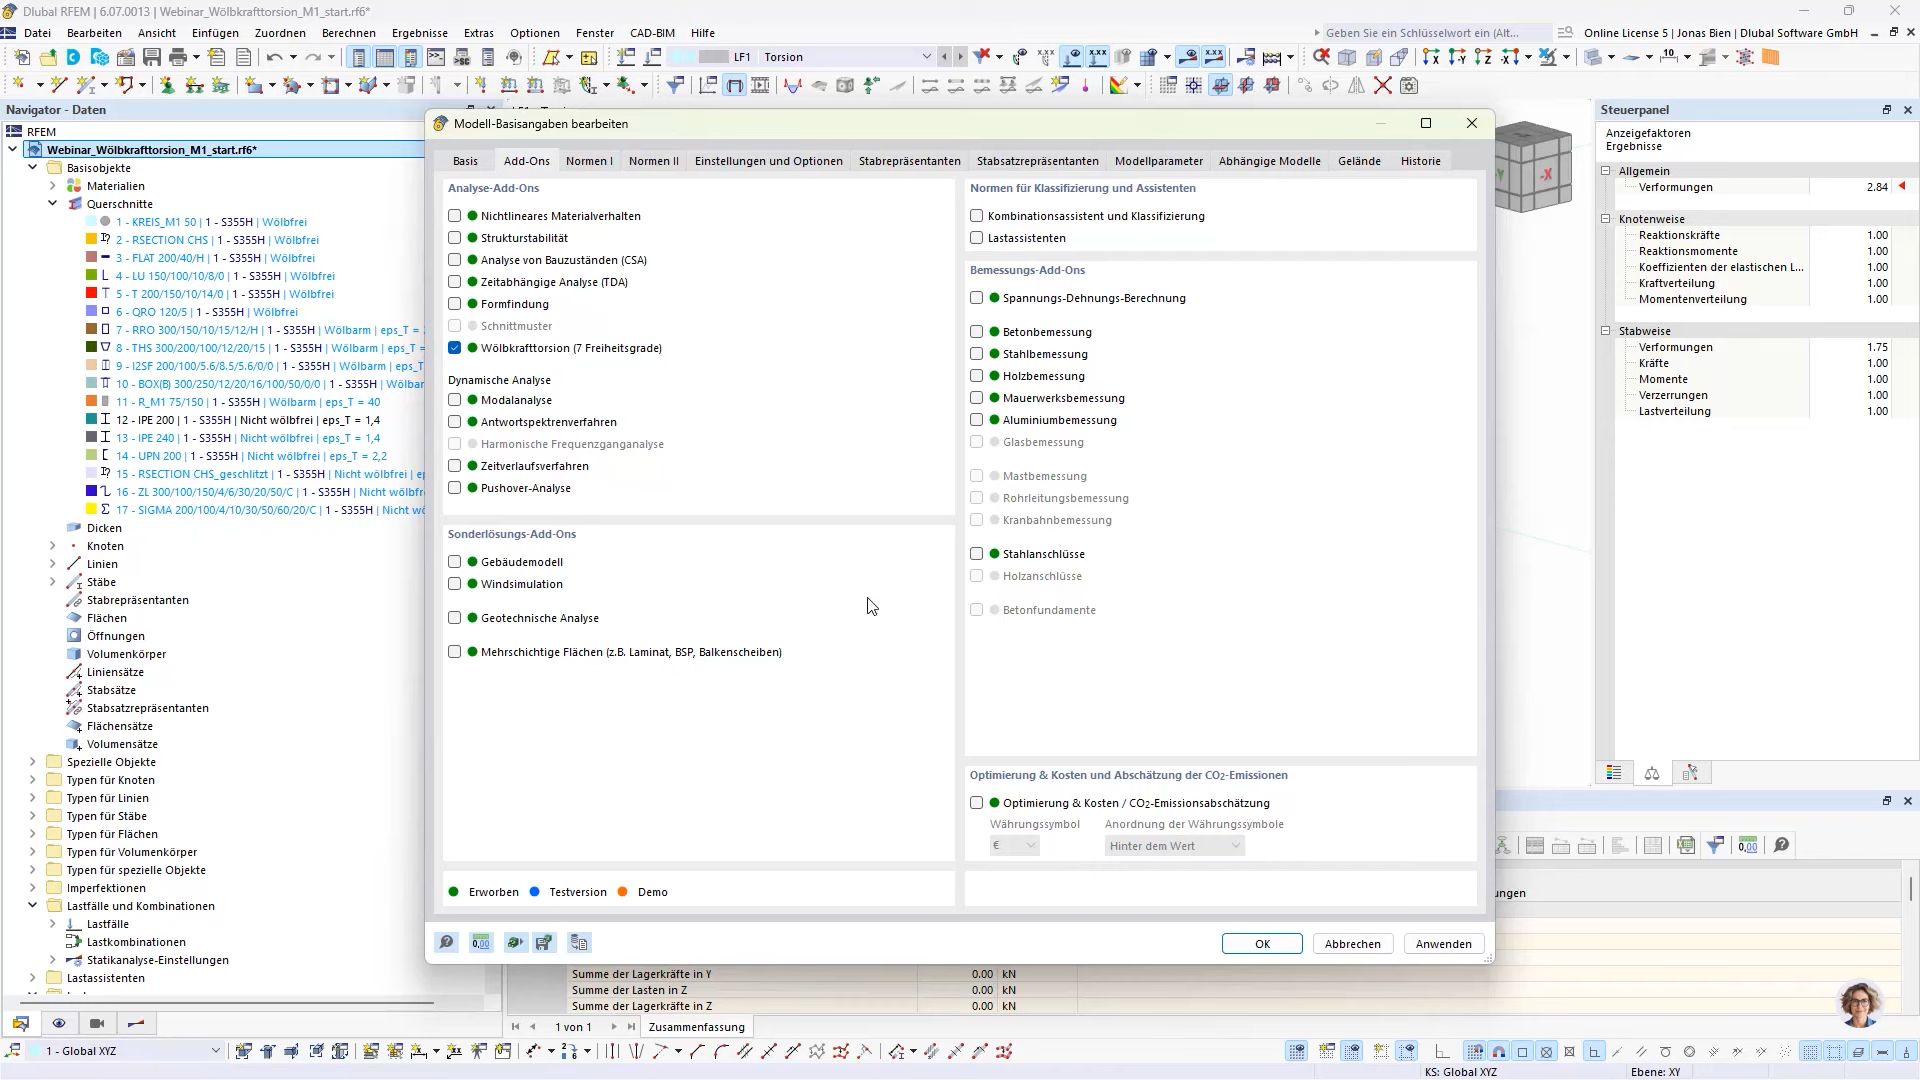 Dlubal RFEM | 6.07.0013 | Webinar_Wölbkrafttorsion_M1_start.rf6*
Datei Bearbeiten Ansicht Einfügen Zuordnen Berechnen Ergebnisse Extras Optionen Fenster CAD-BIM Hilfe
Geben Sie ein Schlüsselwort ein (Alt...
Online License 5 | Jonas Bien | Dlubal Software GmbH
LF1 Torsion
Navigator - Daten
RFEM
Webinar_Wölbkrafttorsion_M1_start.rf6*
Basisobjekte
Materialien
Querschnitte
1 - KREIS_M1 50 | 1 - S355H | Wölbfrei
2 - RSECTION CHS | 1 - S355H | Wölbfrei
3 - FLAT 200/40/H | 1 - S355H | Wölbfrei
4 - LU 150/100/10/8/0 | 1 - S355H | Wölbfrei
5 - T 200/150/10/14/0 | 1 - S355H | Wölbfrei
6 - QRO 120/5 | 1 - S355H | Wölbfrei
7 - RRO 300/150/10/15/12/H | 1 - S355H | Wölbarm | eps_T = 2
8 - THS 300/200/100/12/20/15 | 1 - S355H | Wölbarm | eps_T
9 - I2SF 200/100/5.6/8.5/5.6/0/0 | 1 - S355H | Wölbarm | eps_T
10 - BOX(B) 300/250/12/20/16/100/50/0/0 | 1 - S355H | Wölbar
11 - R_M1 75/150 | 1 - S355H | Wölbarm | eps_T = 40
12 - IPE 200 | 1 - S355H | Nicht wölbfrei | eps_T = 1,4
13 - IPE 240 | 1 - S355H | Nicht wölbfrei | eps_T = 1,4
14 - UPN 200 | 1 - S355H | Nicht wölbfrei | eps_T = 2,2
15 - RSECTION CHS_geschlitzt | 1 - S355H | Nicht wölbfrei | e
16 - ZL 300/100/150/4/6/30/20/50/C | 1 - S355H | Nicht wölbfr
17 - SIGMA 200/100/4/10/30/50/60/20/C | 1 - S355H | Nicht wö
Dicken
Knoten
Linien
Stäbe
Stabrepräsentanten
Flächen
Öffnungen
Volumenkörper
Liniensätze
Stabsätze
Stabsatzrepräsentanten
Flächensätze
Volumensätze
Spezielle Objekte
Typen für Knoten
Typen für Linien
Typen für Stäbe
Typen für Flächen
Typen für Volumenkörper
Typen für spezielle Objekte
Imperfektionen
Lastfälle und Kombinationen
Lastfälle
Lastkombinationen
Statikanalyse-Einstellungen
Lastassistenten
Modell-Basisangaben bearbeiten
Basis Add-Ons Normen I Normen II Einstellungen und Optionen Stabrepräsentanten Stabsatzrepräsentanten Modellparameter Abhängige Modelle Gelände Historie
Analyse-Add-Ons
Nichtlineares Materialverhalten
Strukturstabilität
Analyse von Bauzuständen (CSA)
Zeitabhängige Analyse (TDA)
Formfindung
Schnittmuster
Wölbkrafttorsion (7 Freiheitsgrade)
Dynamische Analyse
Modalanalyse
Antwortspektrenverfahren
Harmonische Frequenzganganalyse
Zeitverlaufsverfahren
Pushover-Analyse
Sonderlösungs-Add-Ons
Gebäudemodell
Windsimulation
Geotechnische Analyse
Mehrschichtige Flächen (z.B. Laminat, BSP, Balkenscheiben)
Erworben Testversion Demo
Normen für Klassifizierung und Assistenten
Kombinationsassistent und Klassifizierung
Lastassistenten
Bemessungs-Add-Ons
Spannungs-Dehnungs-Berechnung
Betonbemessung
Stahlbemessung
Holzbemessung
Mauerwerksbemessung
Aluminiumbemessung
Glasbemessung
Mastbemessung
Rohrleitungsbemessung
Kranbahnbemessung
Stahlanschlüsse
Holzanschlüsse
Betonfundamente
Optimierung & Kosten und Abschätzung der CO2-Emissionen
Optimierung & Kosten / CO2-Emissionsabschätzung
Währungssymbol Anordnung der Währungssymbole
€ Hinter dem Wert
OK Abbrechen Anwenden
Steuerpanel
Anzeigefaktoren
Ergebnisse
Allgemein
Verformungen 2.84
Knotenweise
Reaktionskräfte 1.00
Reaktionsmomente 1.00
Koeffizienten der elastischen L... 1.00
Kraftverteilung 1.00
Momentenverteilung 1.00
Stabweise
Verformungen 1.75
Kräfte 1.00
Momente 1.00
Verzerrungen 1.00
Lastverteilung 1.00
-X
ungen
Summe der Lagerkräfte in Y 0.00 kN
Summe der Lasten in Z 0.00 kN
Summe der Lagerkräfte in Z 0.00 kN
1 von 1 Zusammenfassung
1 - Global XYZ
KS: Global XYZ Ebene: XY